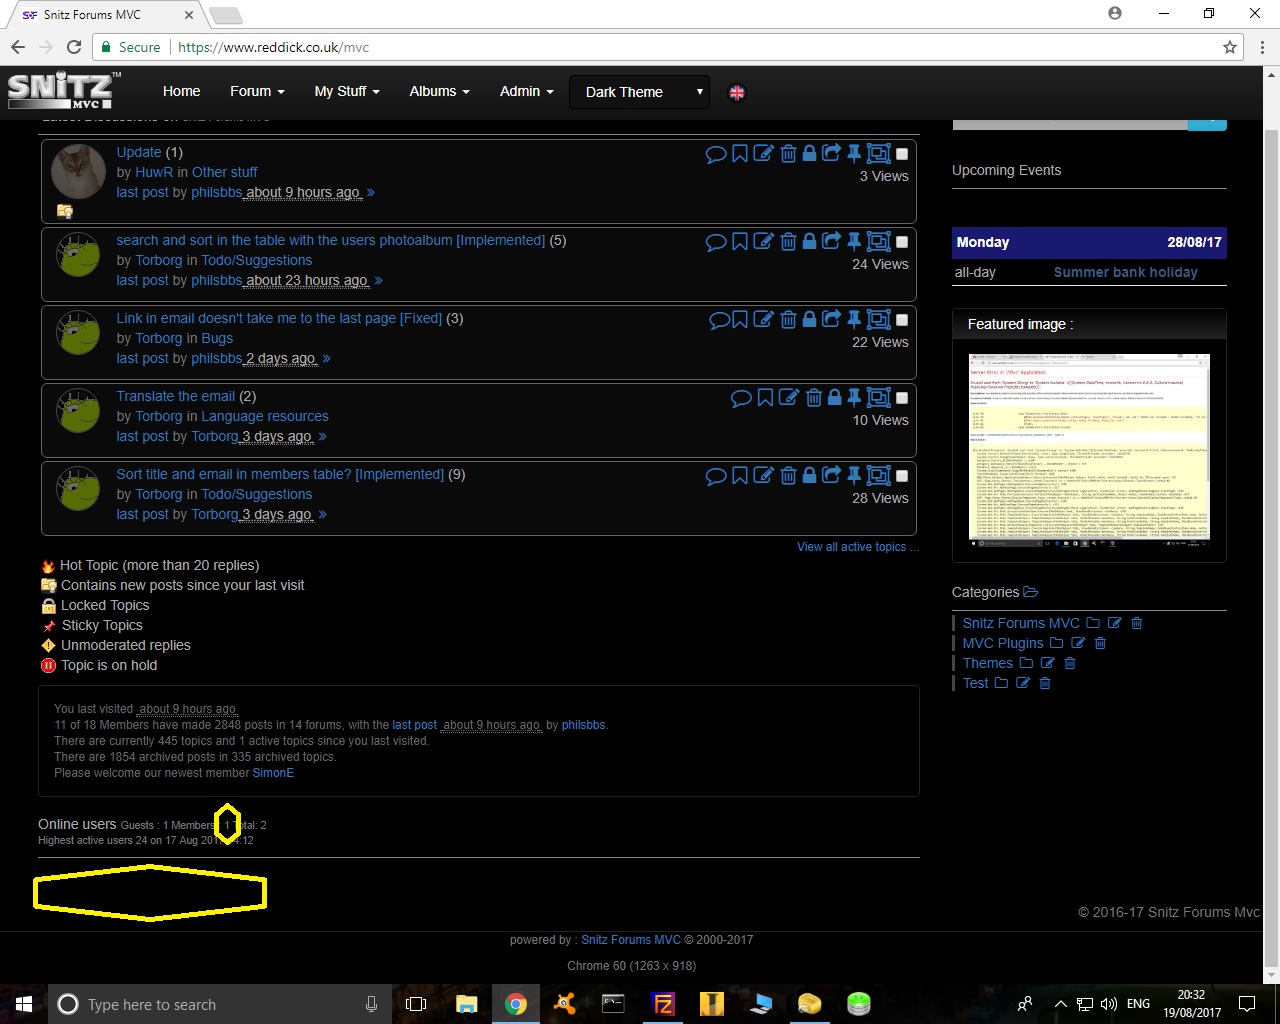 Snitz Forums MVC
Secure https://www.reddick.co.uk/mvc
SNiTZ™ MVC
Home Forum My Stuff Albums Admin Dark Theme
Update (1)
by HuwR in Other stuff
last post by philsbbs about 9 hours ago »
3 Views
search and sort in the table with the users photoalbum [Implemented] (5)
by Torborg in Todo/Suggestions
last post by philsbbs about 23 hours ago »
24 Views
Link in email doesn't take me to the last page [Fixed] (3)
by Torborg in Bugs
last post by philsbbs 2 days ago »
22 Views
Translate the email (2)
by Torborg in Language resources
last post by Torborg 3 days ago »
10 Views
Sort title and email in members table? [Implemented] (9)
by Torborg in Todo/Suggestions
last post by Torborg 3 days ago »
28 Views
View all active topics ...
Hot Topic (more than 20 replies)
Contains new posts since your last visit
Locked Topics
Sticky Topics
Unmoderated replies
Topic is on hold
You last visited about 9 hours ago
11 of 18 Members have made 2848 posts in 14 forums, with the last post about 9 hours ago by philsbbs.
There are currently 445 topics and 1 active topics since you last visited.
There are 1854 archived posts in 335 archived topics.
Please welcome our newest member SimonE
Online users Guests : 1 Members : 1 Total: 2
Highest active users 24 on 17 Aug
Upcoming Events
Monday 28/08/17
all-day Summer bank holiday
Featured image :
Categories
Snitz Forums MVC
MVC Plugins
Themes
Test
© 2016-17 Snitz Forums Mvc
powered by : Snitz Forums MVC © 2000-2017
Chrome 60 (1263 x 918)
Type here to search
ENG
20:32
19/08/2017